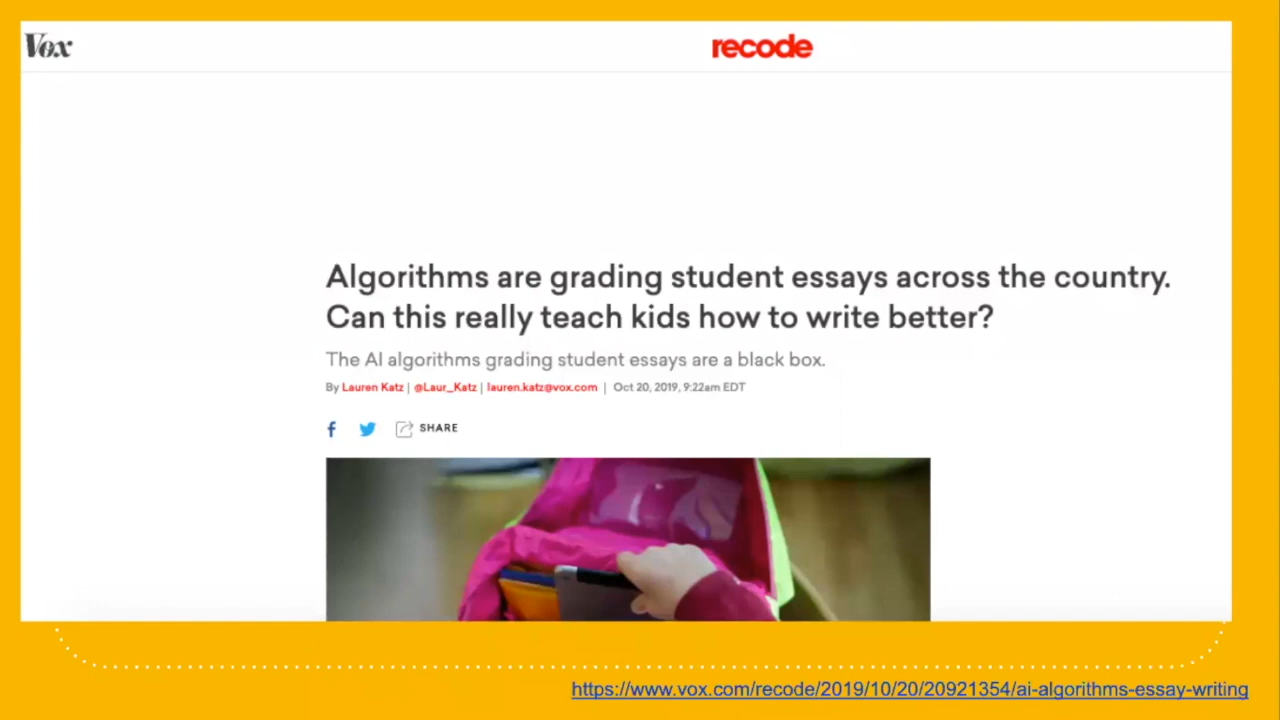 Vox
recode
Algorithms are grading student essays across the country.
Can this really teach kids how to write better?
The AI algorithms grading student essays are a black box.
By Lauren Katz | @Laur_Katz | lauren.katz@vox.com | Oct 20, 2019, 9:22am EDT
SHARE
https://www.vox.com/recode/2019/10/20/20921354/ai-algorithms-essay-writing